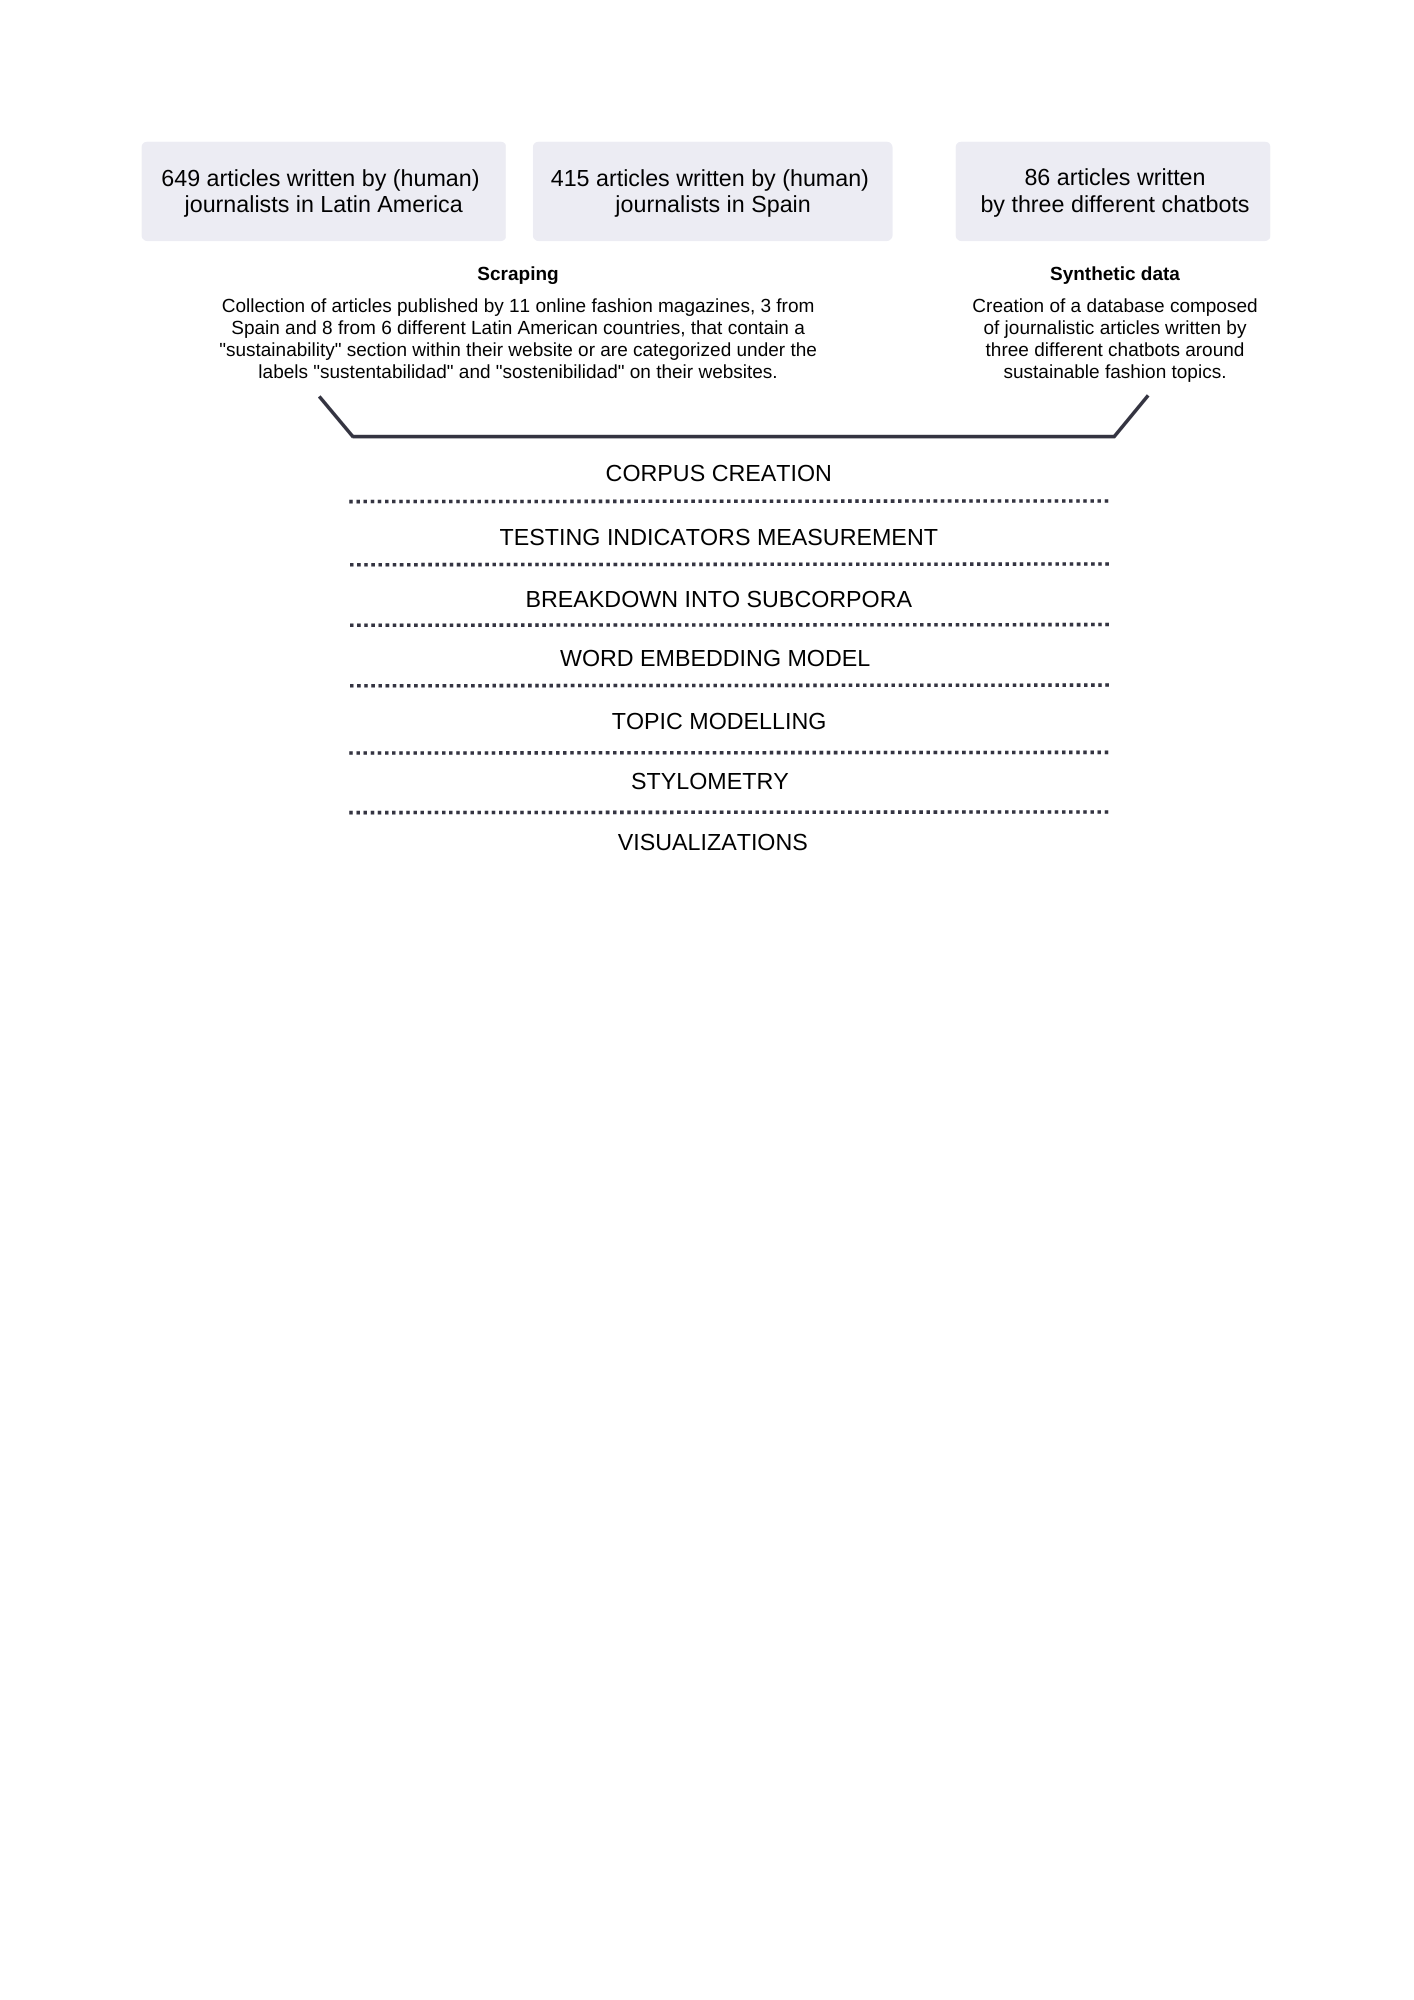 649 articles written by (human)
journalists in Latin America
415 articles written by (human)
journalists in Spain
86 articles written
by three different chatbots
Scraping
Collection of articles published by 11 online fashion magazines, 3 from
Spain and 8 from 6 different Latin American countries, that contain a
"sustainability" section within their website or are categorized under the
labels "sustentabilidad" and "sostenibilidad" on their websites.
Synthetic data
Creation of a database composed
of journalistic articles written by
three different chatbots around
sustainable fashion topics.
CORPUS CREATION
TESTING INDICATORS MEASUREMENT
BREAKDOWN INTO SUBCORPORA
WORD EMBEDDING MODEL
TOPIC MODELLING
STYLOMETRY
VISUALIZATIONS